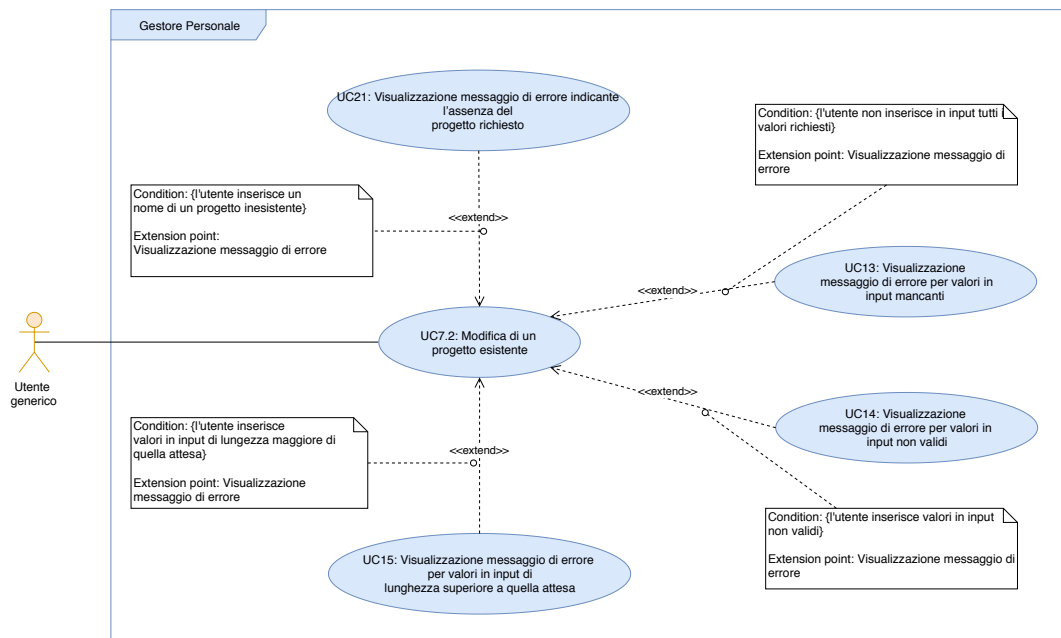 Gestore Personale
UC21: Visualizzazione messaggio di errore indicante
l'assenza del
progetto richiesto
Condition: {l'utente non inserisce in input tutti i
valori richiesti}
Extension point: Visualizzazione messaggio di
errore
Condition: {l'utente inserisce un
nome di un progetto inesistente}
Extension point:
Visualizzazione messaggio di errore
<<extend>>
UC13: Visualizzazione
messaggio di errore per valori in
input mancanti
<<extend>>
UC7.2: Modifica di un
progetto esistente
Utente
generico
<<extend>>
UC14: Visualizzazione
messaggio di errore per valori in
input non validi
Condition: {l'utente inserisce
valori in input di lungezza maggiore di
quella attesa}
Extension point: Visualizzazione
messaggio di errore
<<extend>>
Condition: {l'utente inserisce valori in input
non validi}
Extension point: Visualizzazione messaggio di
errore
UC15: Visualizzazione messaggio di errore
per valori in input di
lunghezza superiore a quella attesa